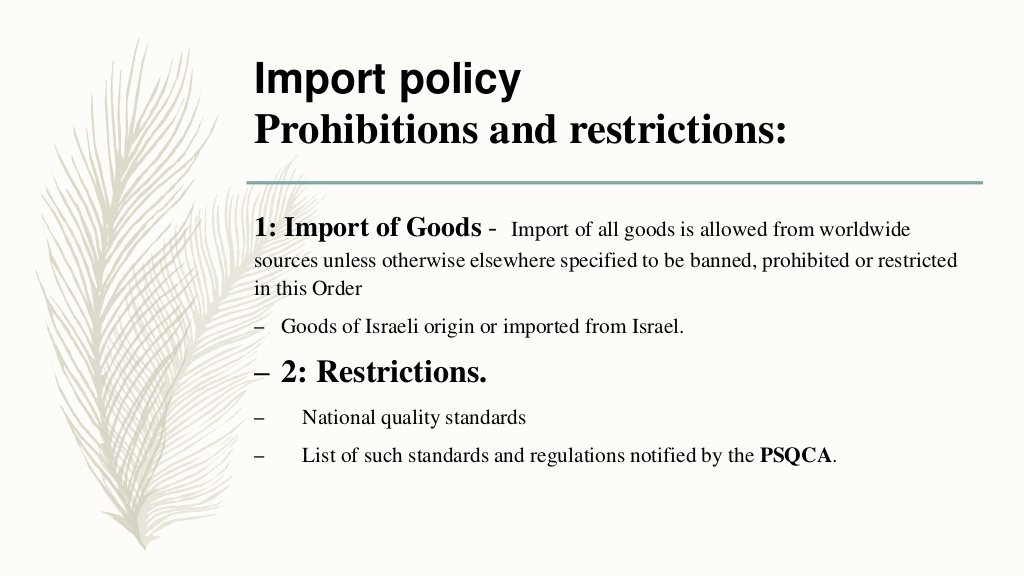 Import policy
Prohibitions and restrictions:
1: Import of Goods - Import of all goods is allowed from worldwide
sources unless otherwise elsewhere specified to be banned, prohibited or restricted
in this Order
– Goods of Israeli origin or imported from Israel.
– 2: Restrictions.
– National quality standards
– List of such standards and regulations notified by the PSQCA.